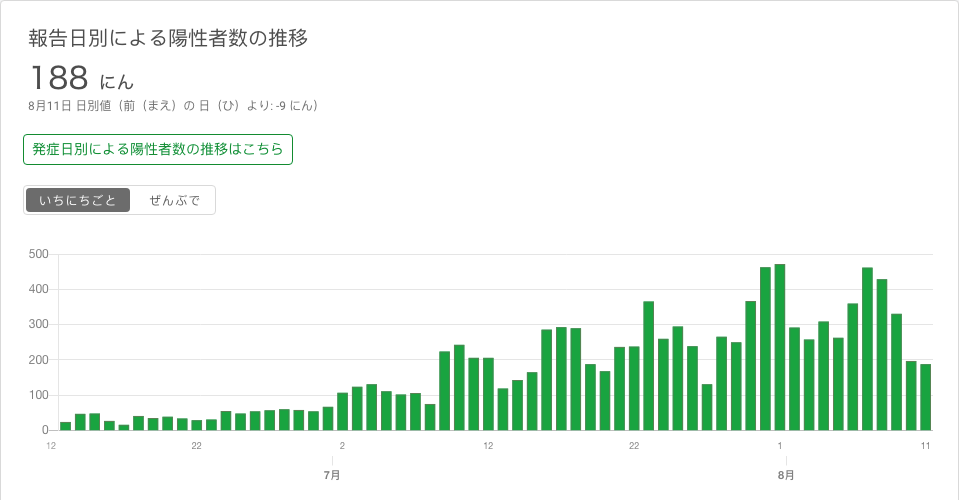 報告日別による陽性者数の推移
188 にん
8月11日 日別値（前（まえ）の 日（ひ）より: -9 にん）
発症日別による陽性者数の推移はこちら
いちにちごと ぜんぶで
500
400
300
200
100
0
12 22 2 12 22 1 11
7月 8月